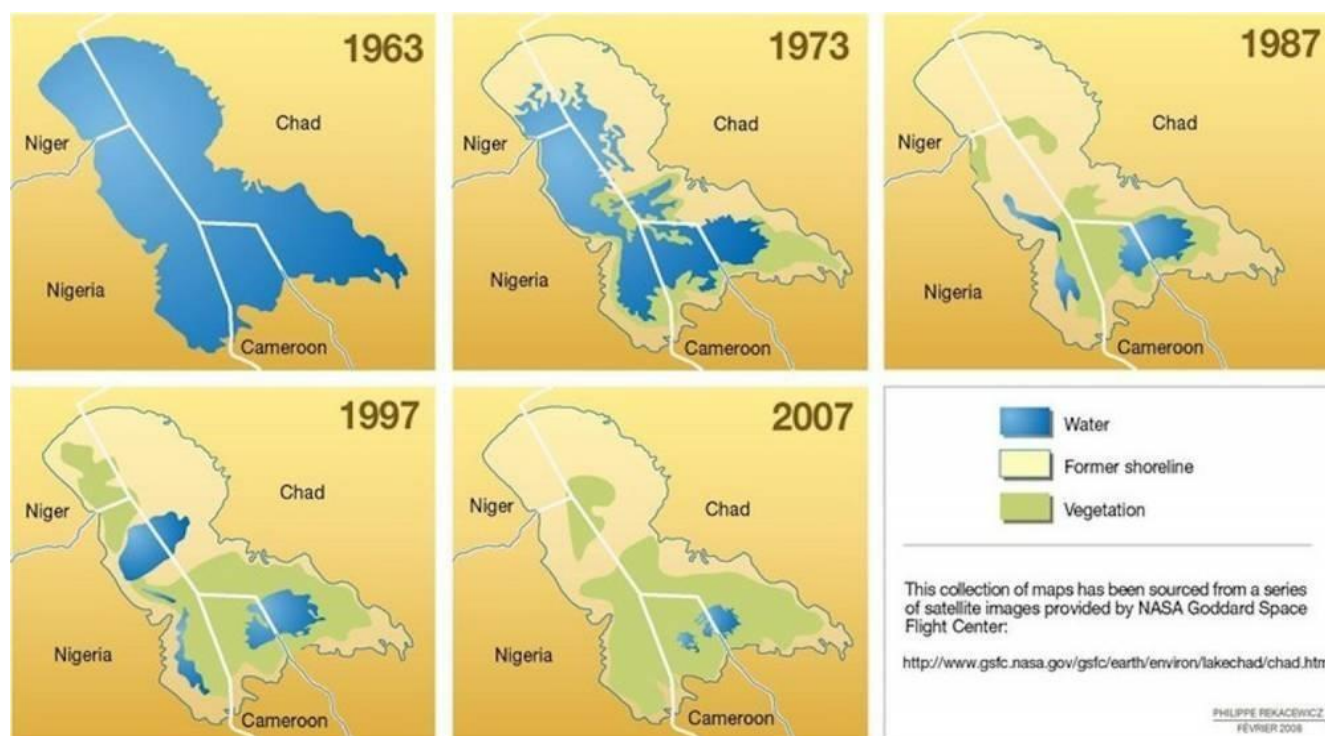 1963
Chad
Niger
Nigeria
Cameroon
1973
Chad
Niger
Nigeria
Cameroon
1987
Chad
Niger
Nigeria
Cameroon
1997
Chad
Niger
Nigeria
Cameroon
2007
Chad
Niger
Nigeria
Cameroon
Water
Former shoreline
Vegetation
This collection of maps has been sourced from a series
of satellite images provided by NASA Goddard Space
Flight Center:
http://www.gsfc.nasa.gov/gsfc/earth/environ/lakechad/chad.htm
PHILIPPE REKACEWICZ
FÉVRIER 2008